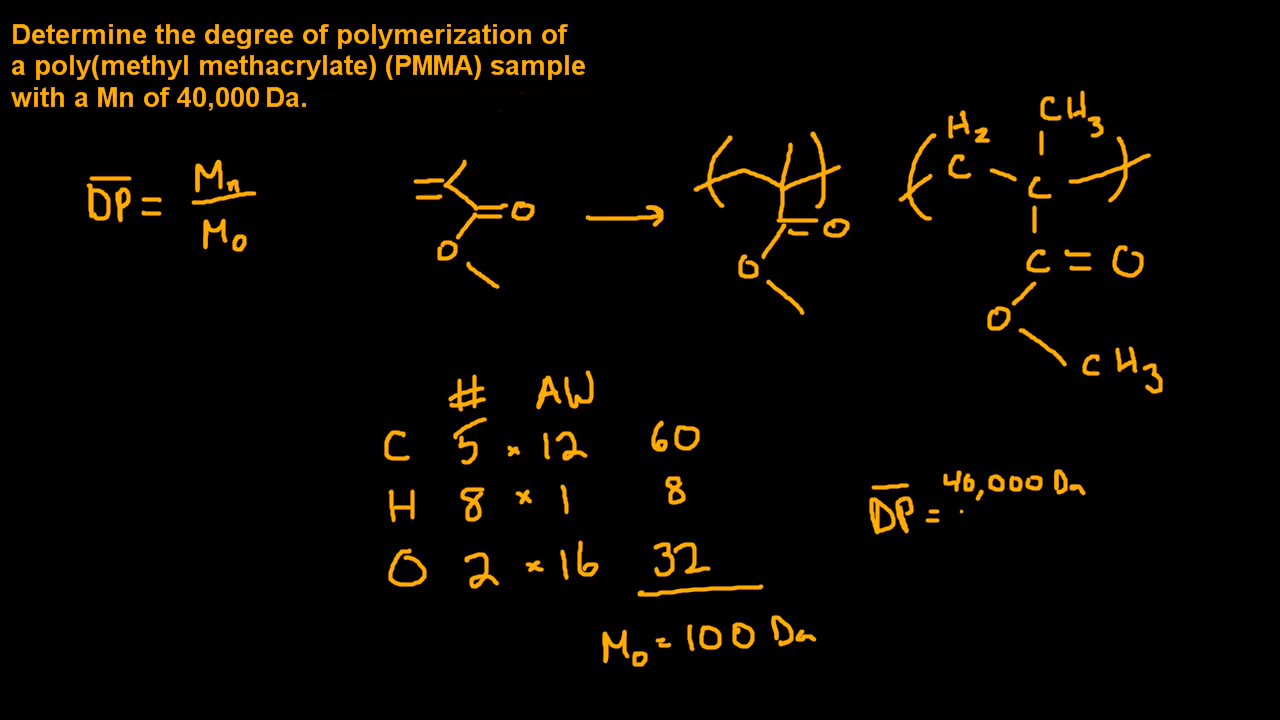 Determine the degree of polymerization of
a poly(methyl methacrylate) (PMMA) sample
with a Mn of 40,000 Da.
DP = Mn / M0
O
O
O
O
H2
C
CH3
C
C = O
O
CH3
# AW
C 5 × 12 60
H 8 × 1 8
O 2 × 16 32
M0 = 100 Da
DP = 40,000 Da